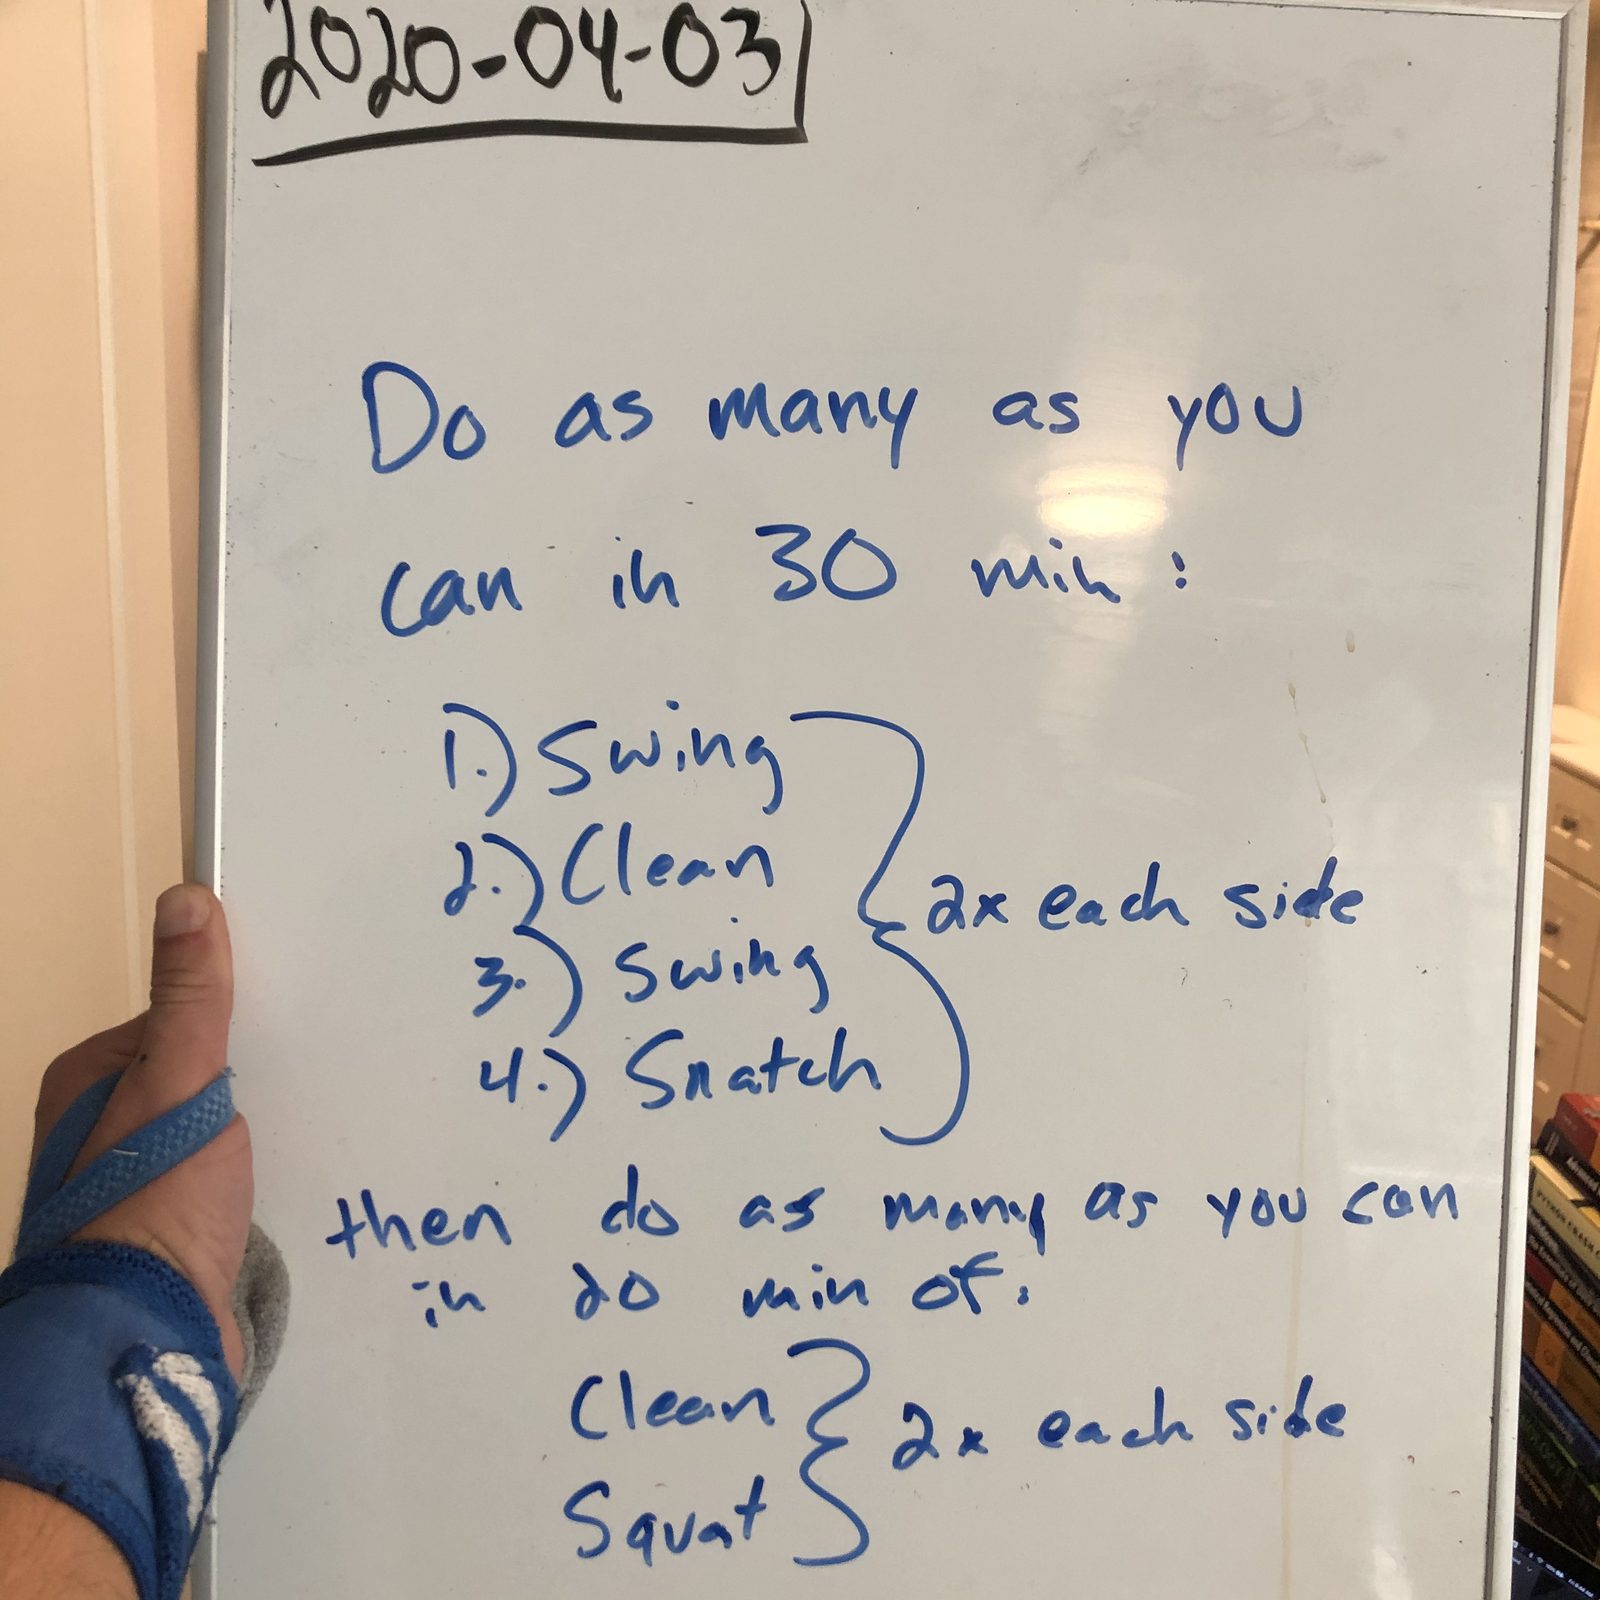 2020-04-03
Do as many as you
can in 30 min:
1.) Swing
2.) Clean
3.) Swing
4.) Snatch
2x each side
then do as many as you can
in 20 min of:
Clean
Squat
2x each side